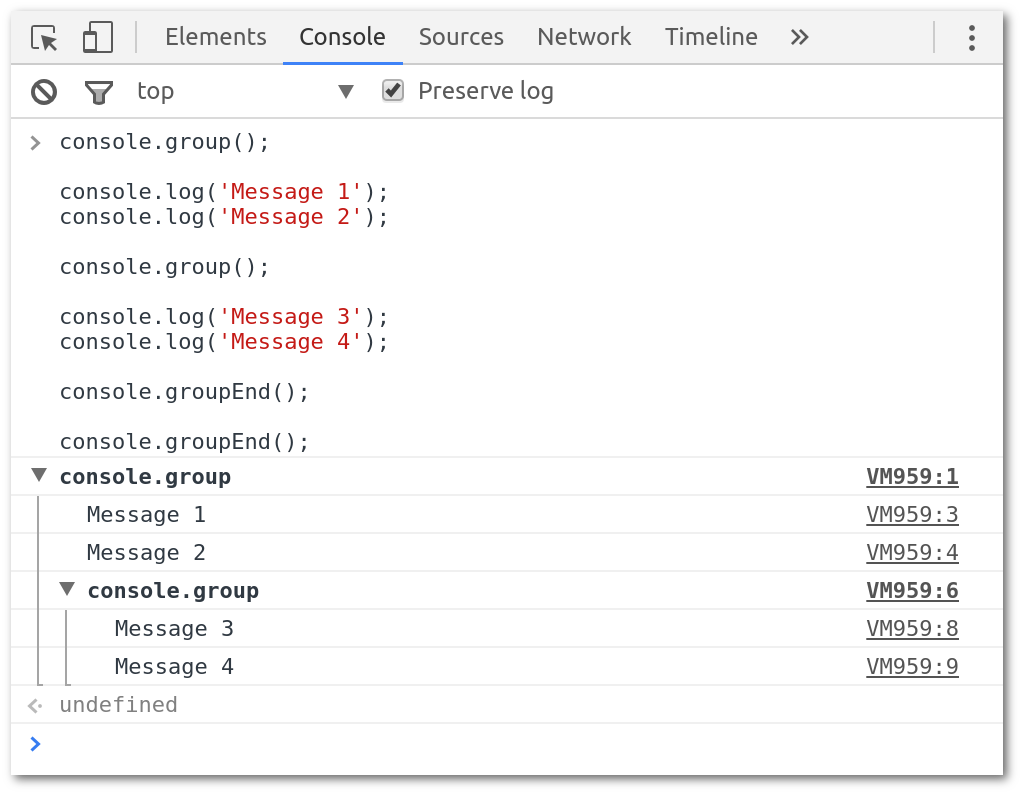 Elements Console Sources Network Timeline »
top Preserve log
console.group();
console.log('Message 1');
console.log('Message 2');
console.group();
console.log('Message 3');
console.log('Message 4');
console.groupEnd();
console.groupEnd();
console.group VM959:1
Message 1 VM959:3
Message 2 VM959:4
console.group VM959:6
Message 3 VM959:8
Message 4 VM959:9
undefined